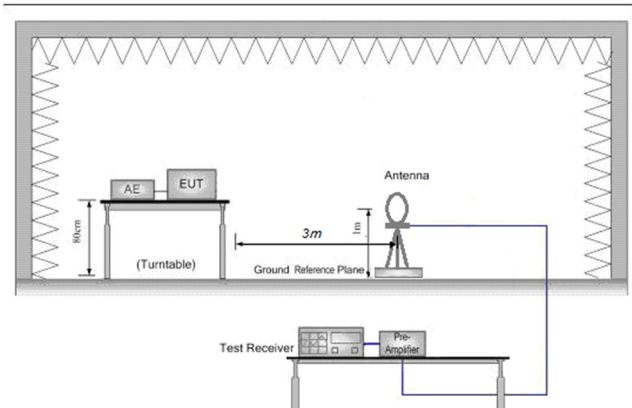 Antenna
AE
EUT
80cm
3m
1m
(Turntable)
Ground Reference Plane
Test Receiver
Pre-
Amplifier